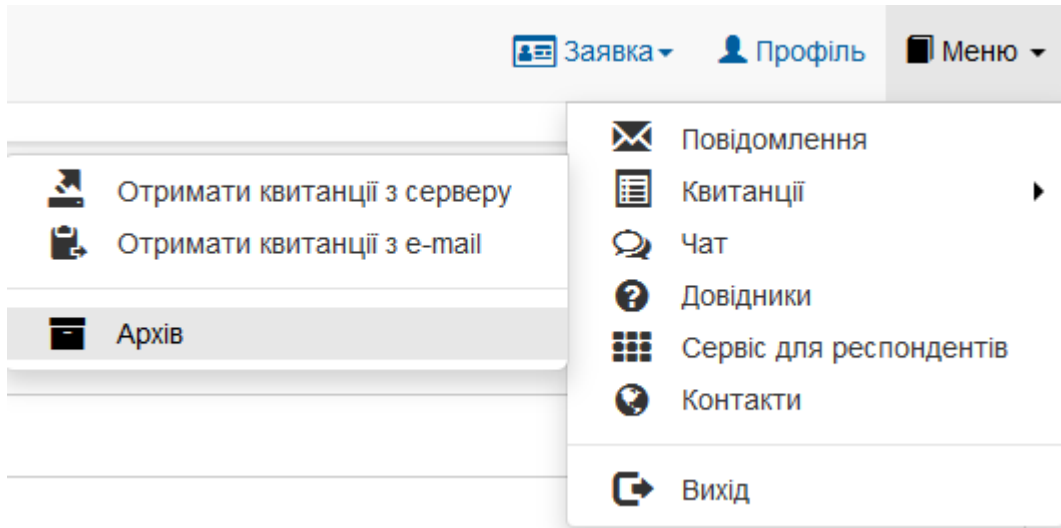 Заявка
Профіль
Меню
Повідомлення
Квитанції
Чат
Довідники
Сервіс для респондентів
Контакти
Вихід
Отримати квитанції з серверу
Отримати квитанції з e-mail
Архів